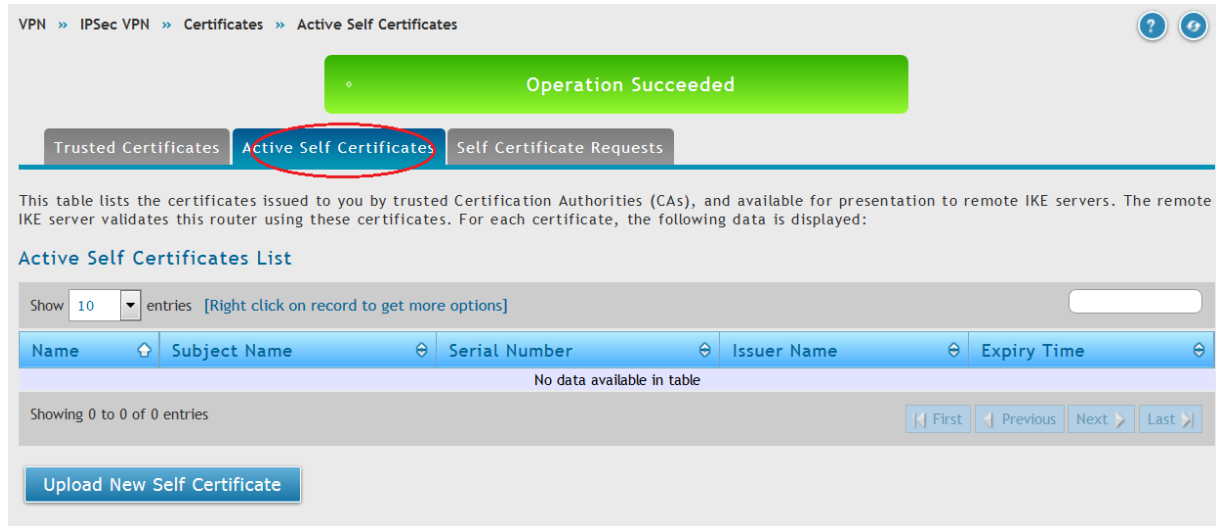 VPN » IPSec VPN » Certificates » Active Self Certificates
?
Operation Succeeded
Trusted Certificates Active Self Certificates Self Certificate Requests
This table lists the certificates issued to you by trusted Certification Authorities (CAs), and available for presentation to remote IKE servers. The remote
IKE server validates this router using these certificates. For each certificate, the following data is displayed:
Active Self Certificates List
Show 10 entries [Right click on record to get more options]
Name Subject Name Serial Number Issuer Name Expiry Time
No data available in table
Showing 0 to 0 of 0 entries First Previous Next Last
Upload New Self Certificate